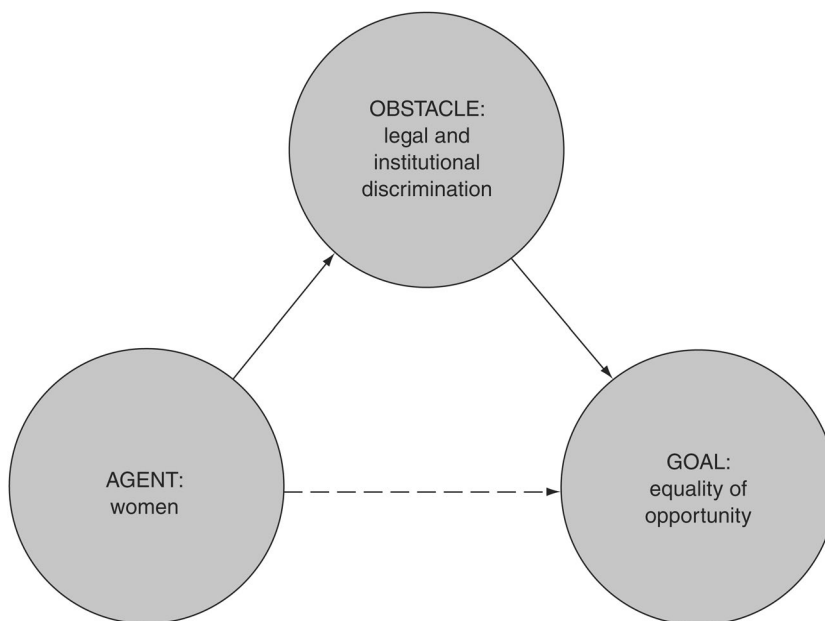 OBSTACLE:
legal and
institutional
discrimination
AGENT:
women
GOAL:
equality of
opportunity